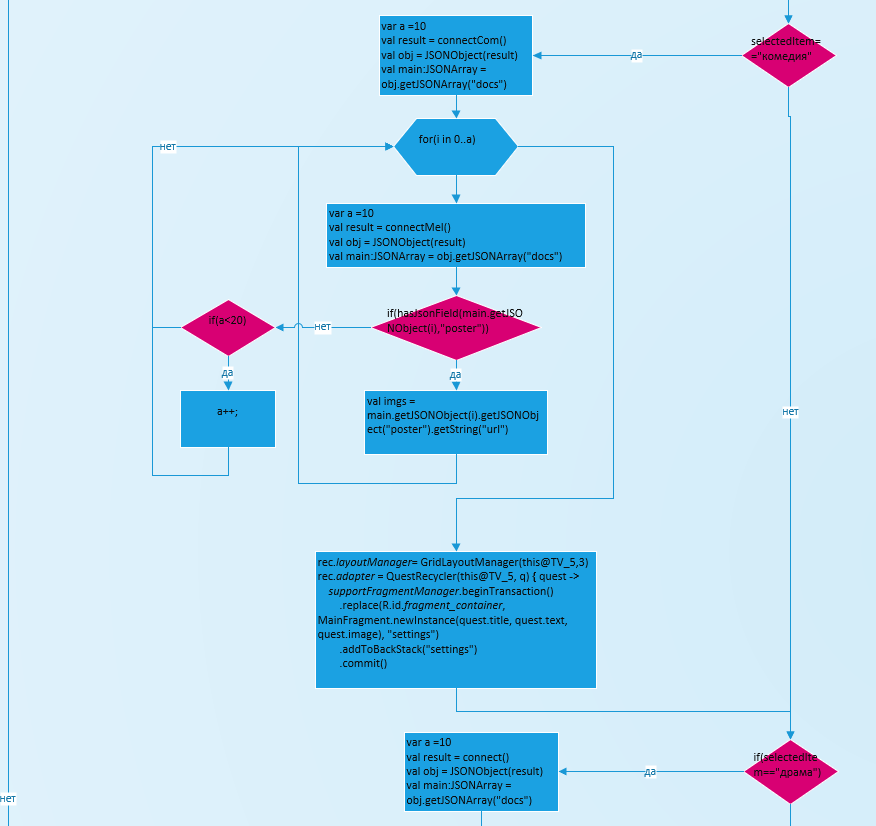 var a =10
val result = connectCom()
val obj = JSONObject(result)
val main:JSONArray =
obj.getJSONArray("docs")
да
selectedItem=
="комедия"
нет
for(i in 0..a)
var a =10
val result = connectMel()
val obj = JSONObject(result)
val main:JSONArray = obj.getJSONArray("docs")
if(a<20)
нет
if(hasJsonField(main.getJSO
NObject(i),"poster"))
да
да
a++;
val imgs =
main.getJSONObject(i).getJSONObj
ect("poster").getString("url")
нет
rec.layoutManager= GridLayoutManager(this@TV_5,3)
rec.adapter = QuestRecycler(this@TV_5, q) { quest ->
supportFragmentManager.beginTransaction()
.replace(R.id.fragment_container,
MainFragment.newInstance(quest.title, quest.text,
quest.image), "settings")
.addToBackStack("settings")
.commit()
var a =10
val result = connect()
val obj = JSONObject(result)
val main:JSONArray =
obj.getJSONArray("docs")
да
if(selectedIte
m=="драма")
нет